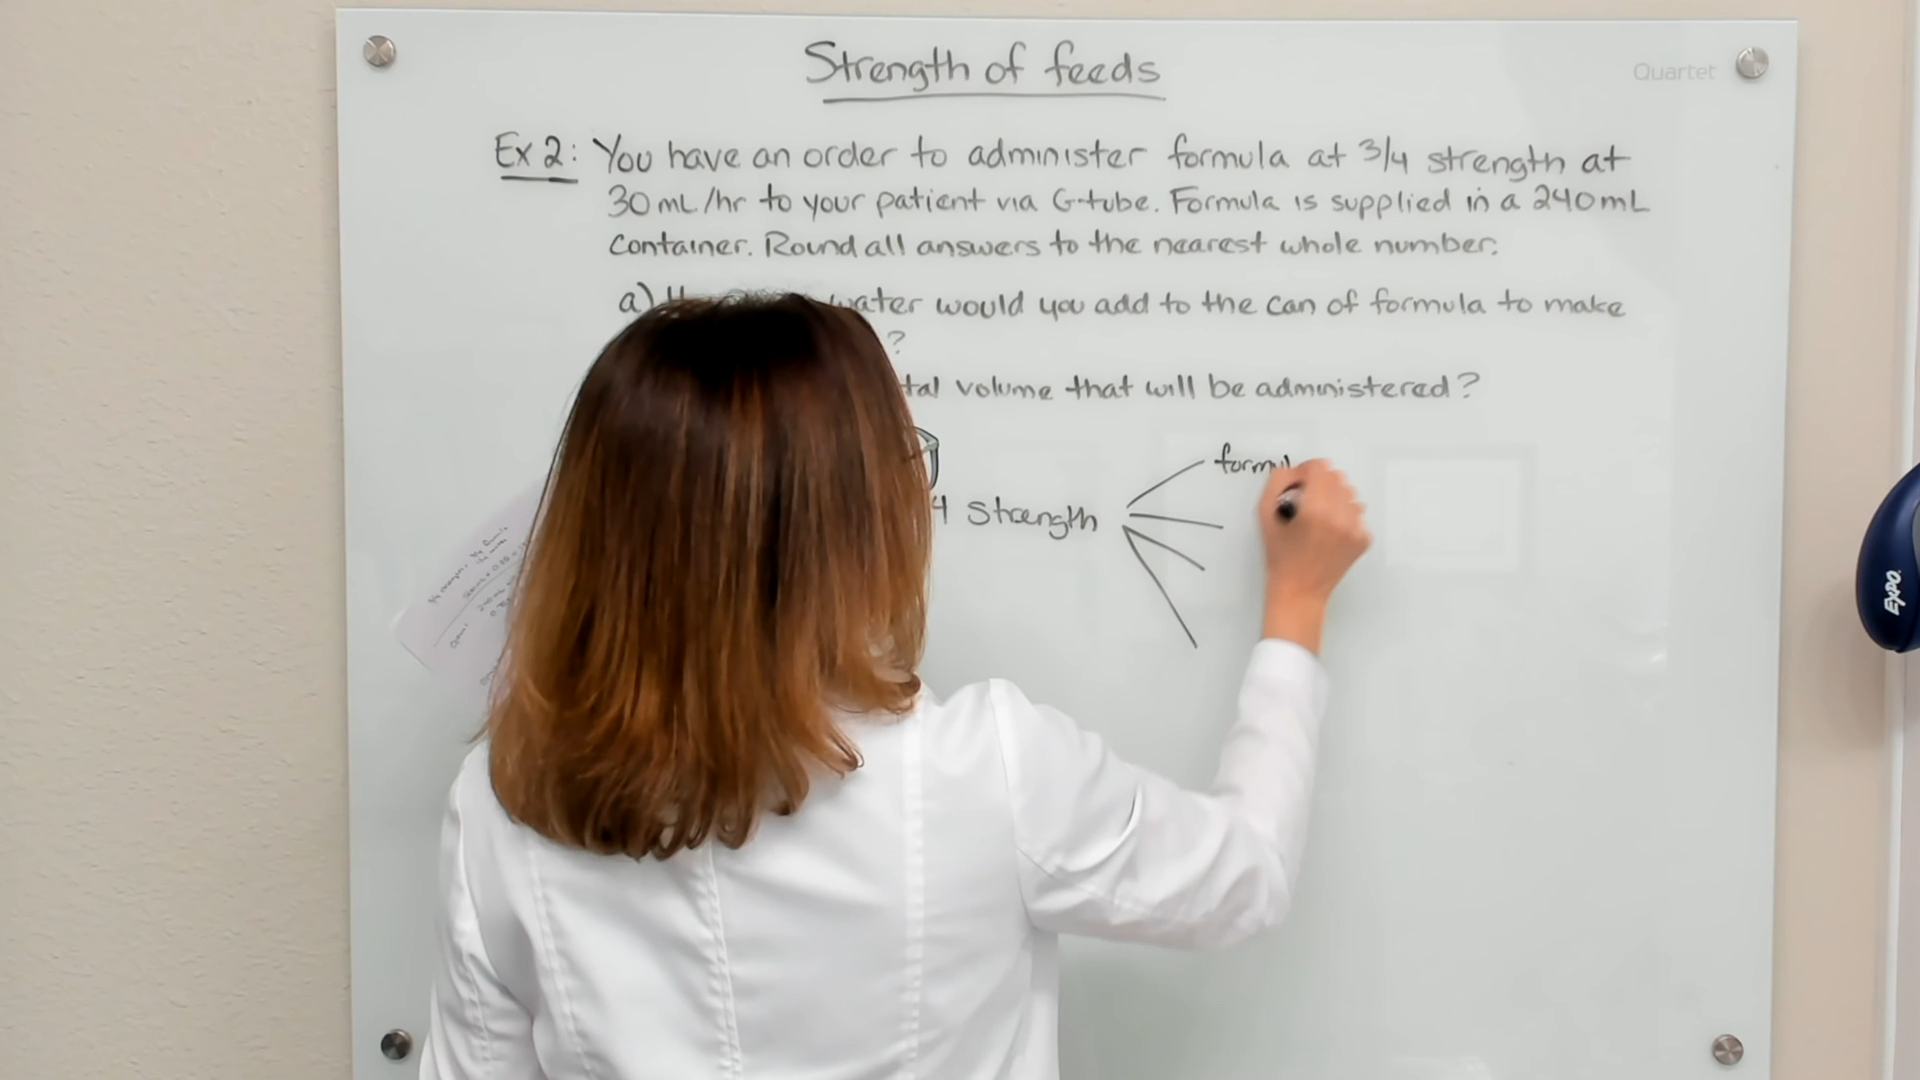 Strength of feeds
Quartet
Ex 2: You have an order to administer formula at 3/4 strength at
30 mL/hr to your patient via G-tube. Formula is supplied in a 240 mL
Container. Round all answers to the nearest whole number.
a) water would you add to the can of formula to make
?
volume that will be administered?
formu
4 Strength
EXPO